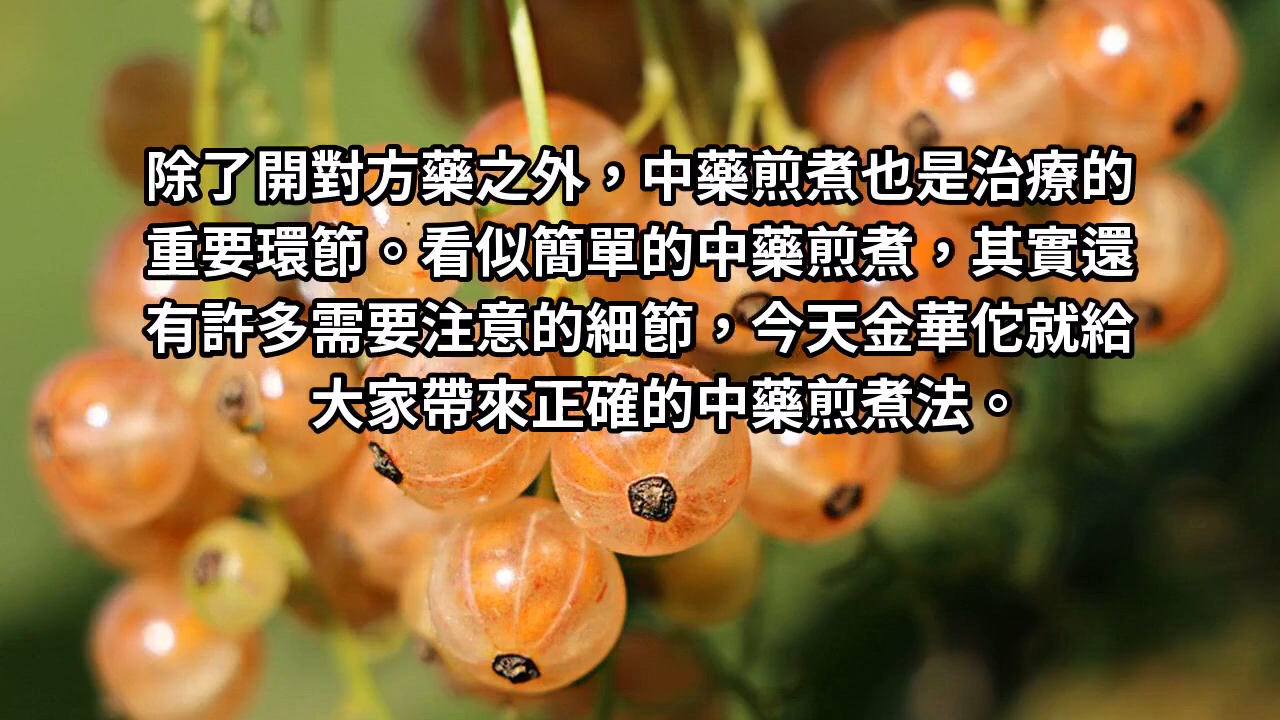 除了開對方藥之外，中藥煎煮也是治療的
重要環節。看似簡單的中藥煎煮，其實還
有許多需要注意的細節，今天金華佗就給
大家帶來正確的中藥煎煮法。